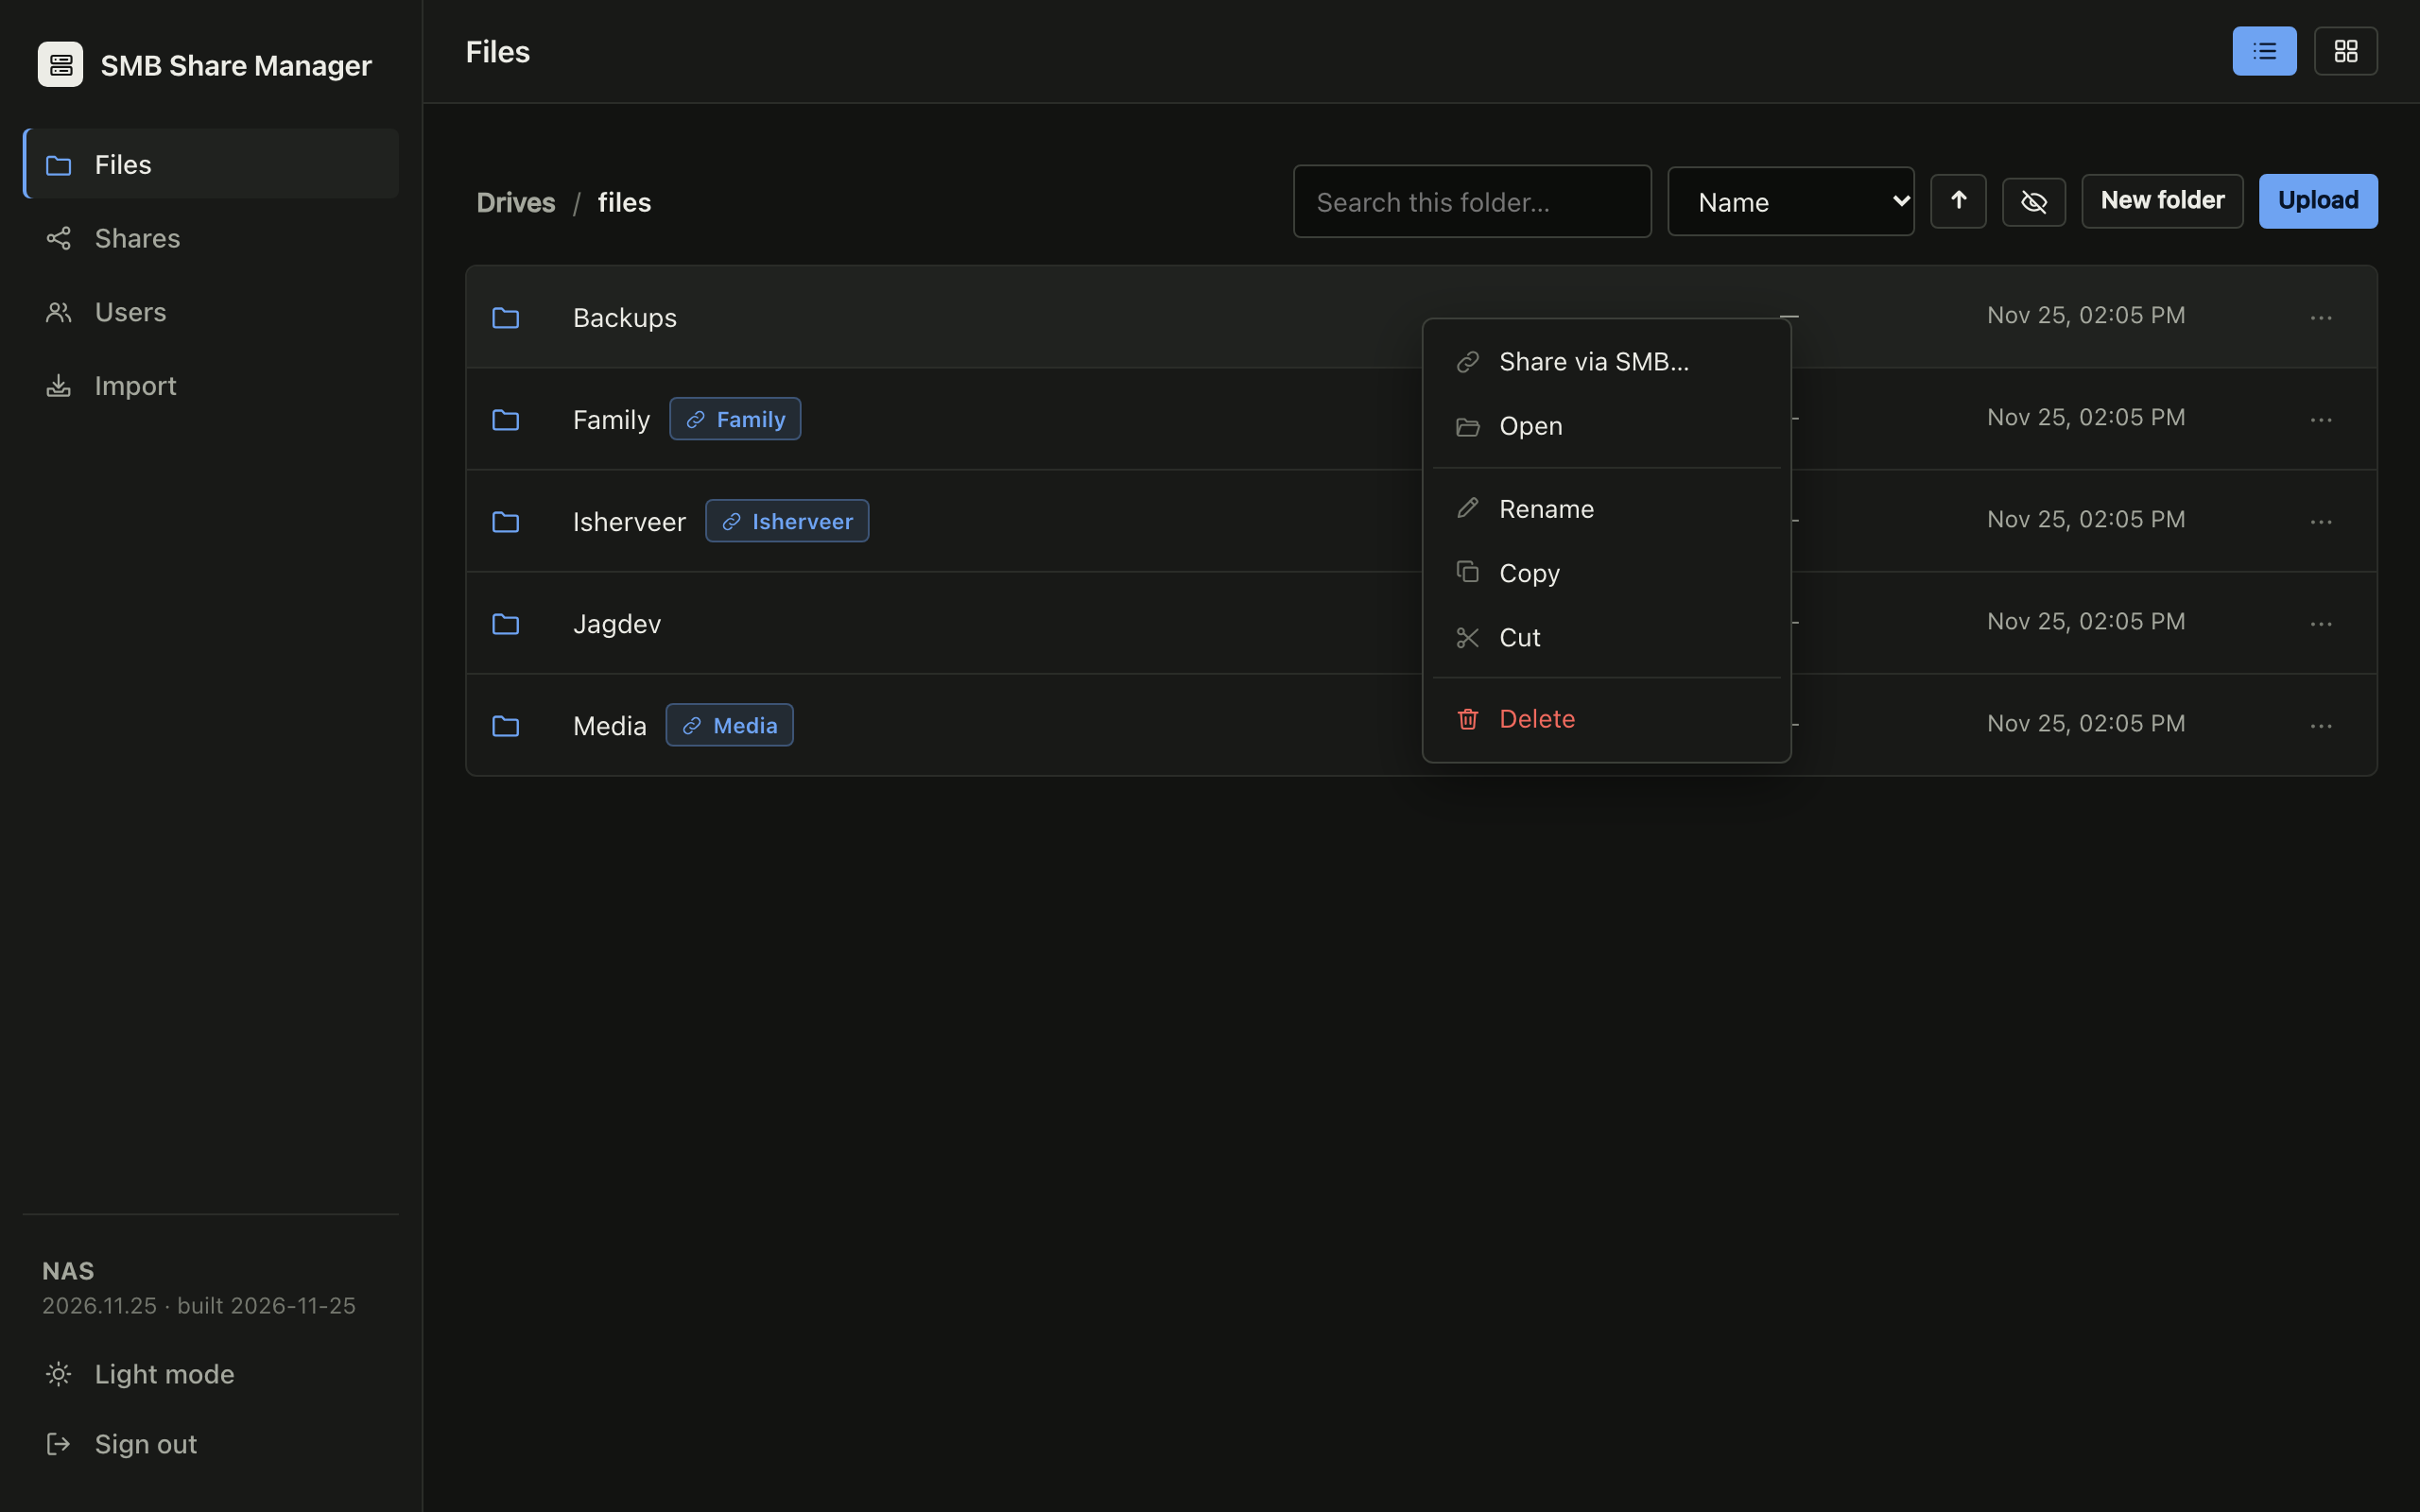 SMB Share Manager
Files
Shares
Users
Import
NAS
2026.11.25 · built 2026-11-25
Light mode
Sign out
Files
Drives / files
Search this folder...
Name
New folder
Upload
Backups — Nov 25, 02:05 PM ...
Family Family Nov 25, 02:05 PM ...
Isherveer Isherveer Nov 25, 02:05 PM ...
Jagdev Nov 25, 02:05 PM ...
Media Media Nov 25, 02:05 PM ...
Share via SMB...
Open
Rename
Copy
Cut
Delete